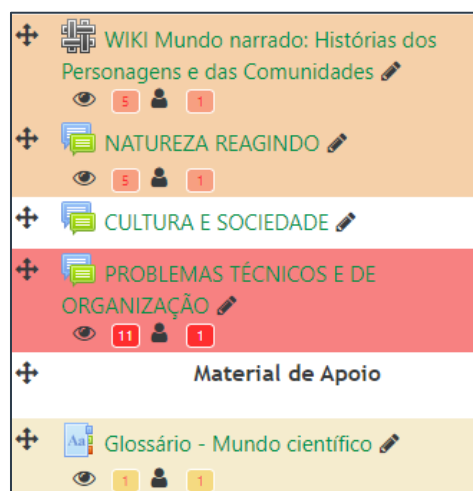 WIKI Mundo narrado: Histórias dos
Personagens e das Comunidades
5 1
NATUREZA REAGINDO
5 1
CULTURA E SOCIEDADE
PROBLEMAS TÉCNICOS E DE
ORGANIZAÇÃO
11 1
Material de Apoio
Aa
Glossário - Mundo científico
1 1